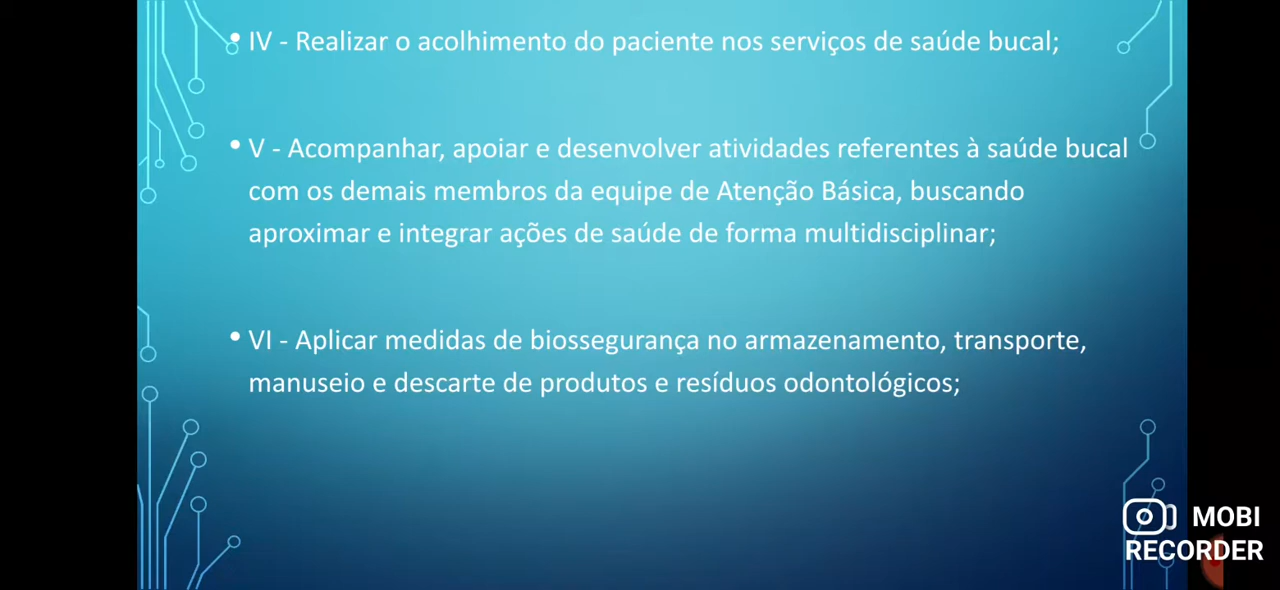 • IV - Realizar o acolhimento do paciente nos serviços de saúde bucal;
• V - Acompanhar, apoiar e desenvolver atividades referentes à saúde bucal
com os demais membros da equipe de Atenção Básica, buscando
aproximar e integrar ações de saúde de forma multidisciplinar;
• VI - Aplicar medidas de biossegurança no armazenamento, transporte,
manuseio e descarte de produtos e resíduos odontológicos;
MOBI
RECORDER